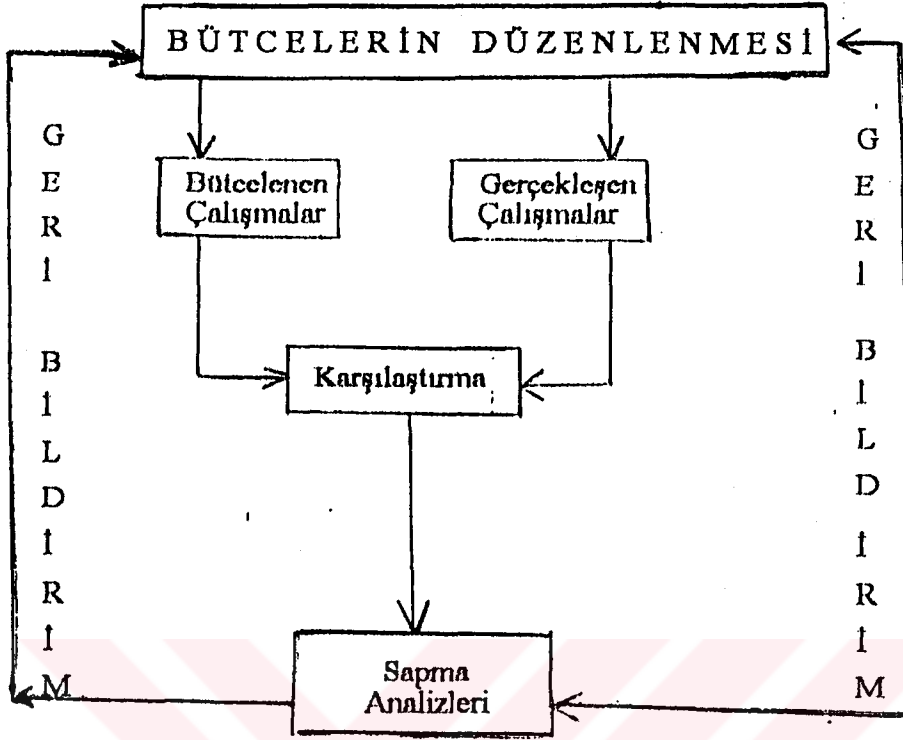 BÜTCELERİN DÜZENLENMESİ
Bütcelenen
Çalışmalar
Gerçekleşen
Çalışmalar
Karşılaştırma
Sapma
Analizleri
GERİ BİLDİRİM
GERİ BİLDİRİM